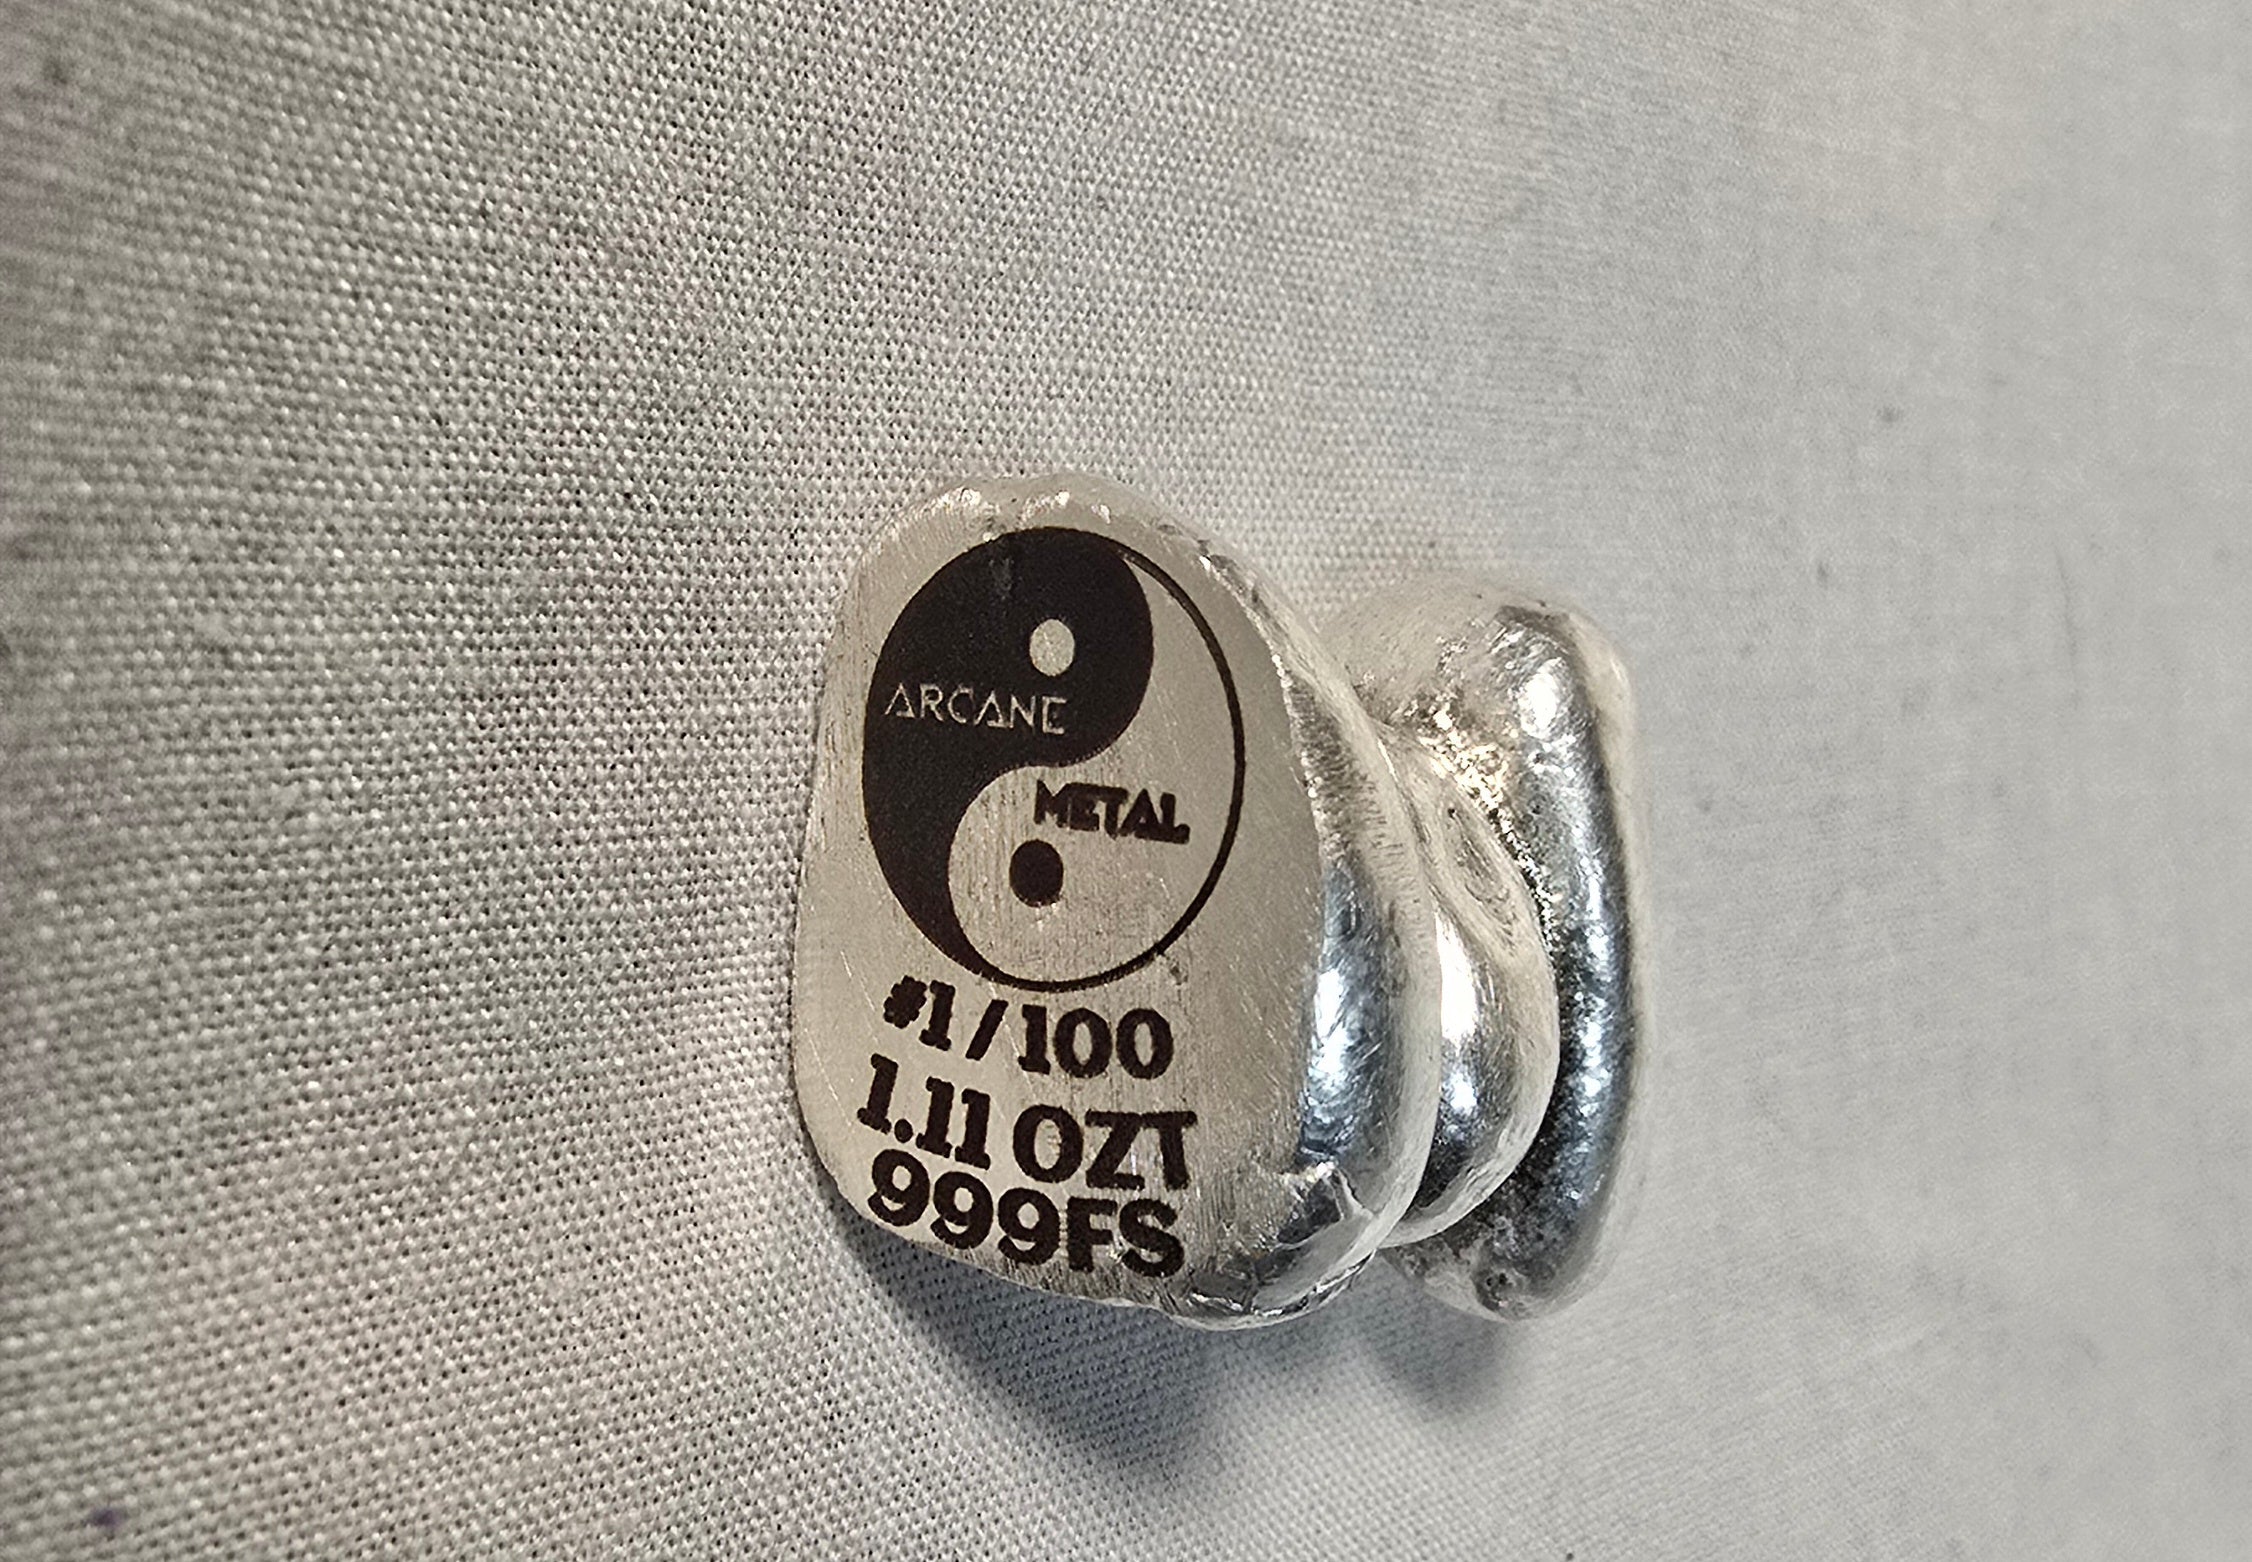 ARCANE
METAL
#1/100
1.11 OZT
999FS